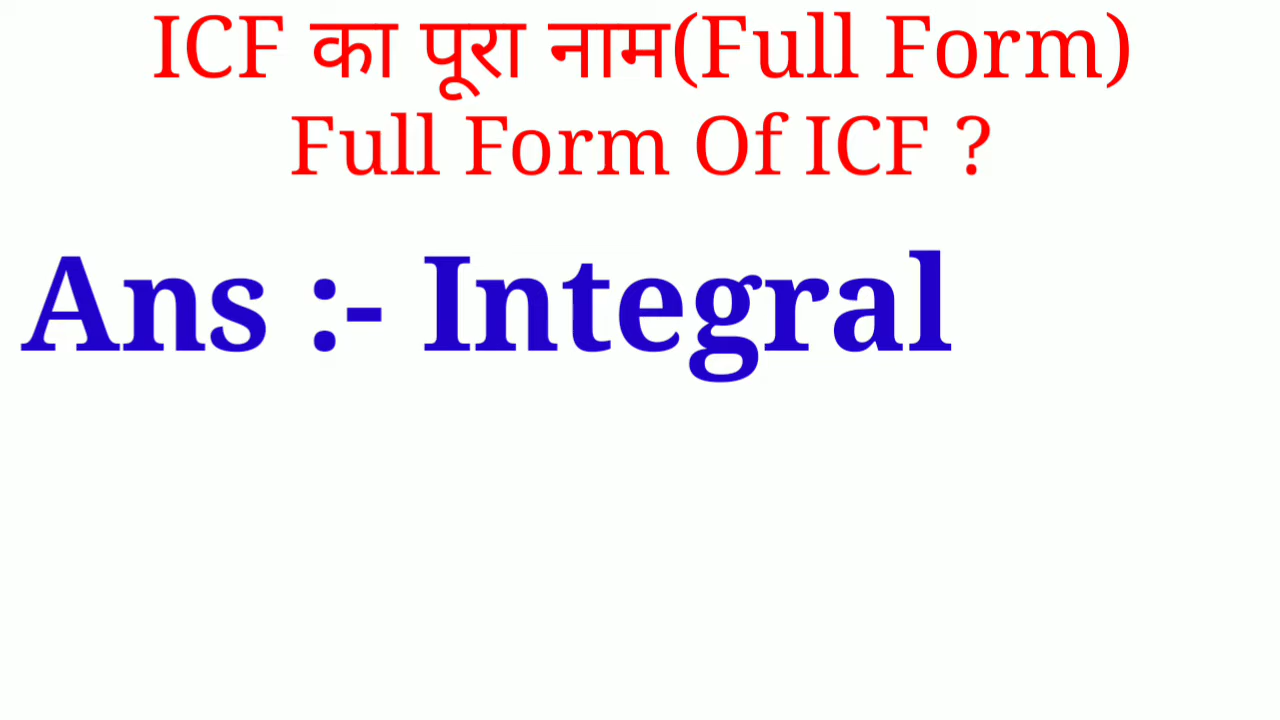 ICF का पूरा नाम(Full Form)
Full Form Of ICF ?
Ans :- Integral